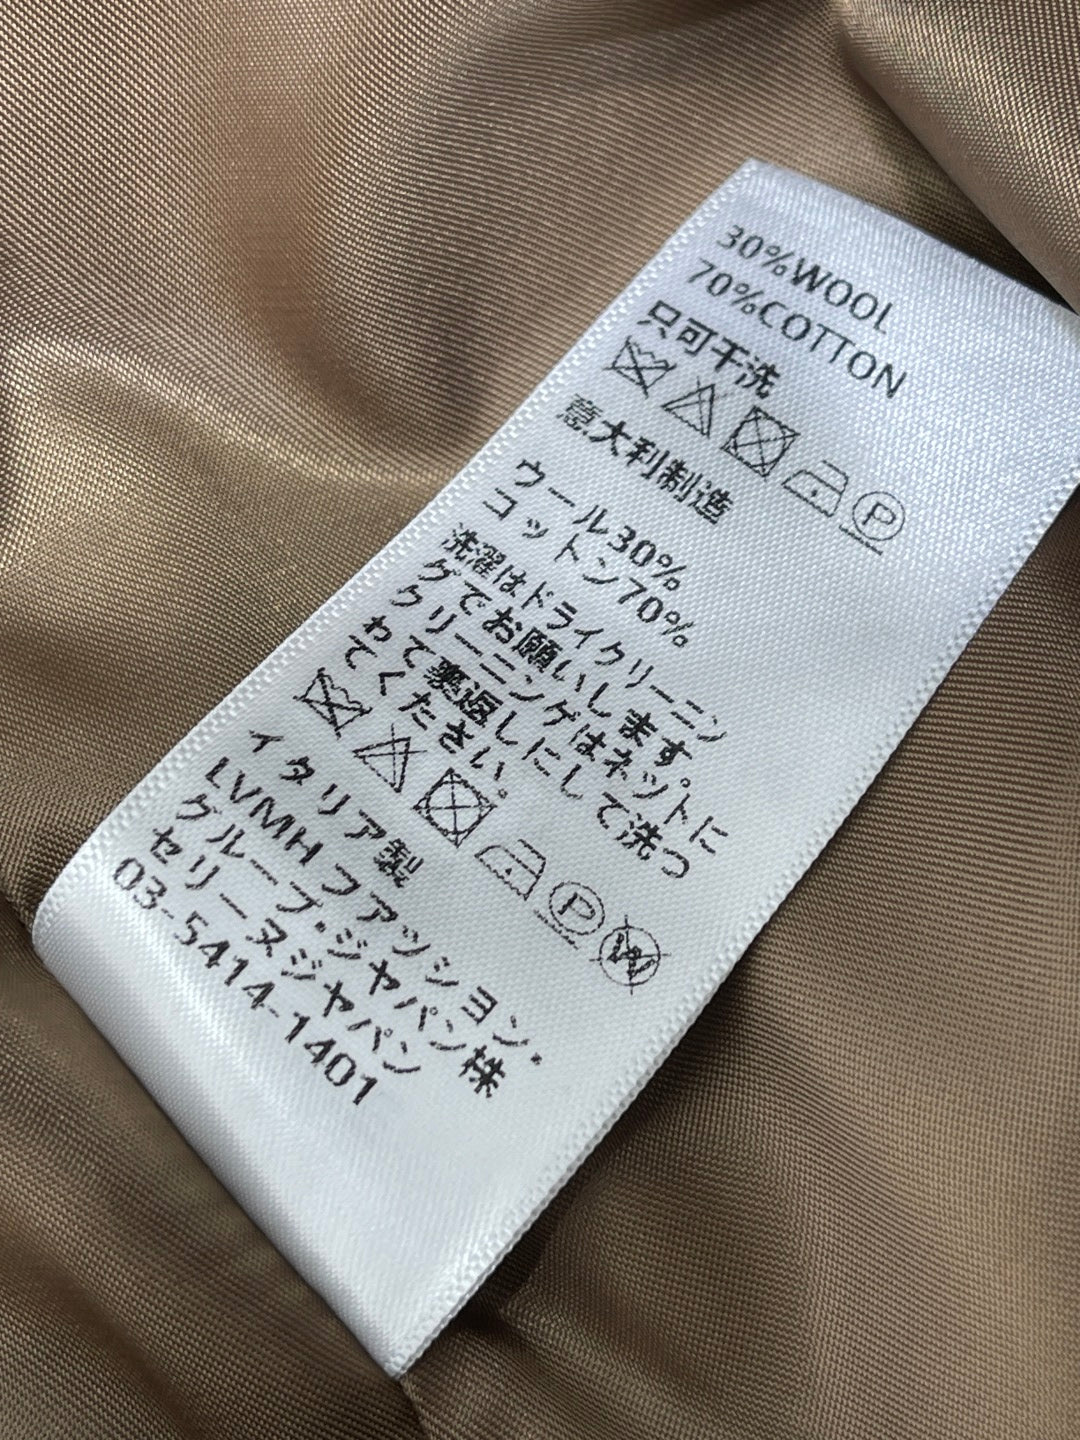 30%WOOL
70%COTTON
只可干洗
P
意大利制造
ウール30%
コットン70%
洗濯はドライクリーニン
グでお願いします
クリーニングはネットに
わて裏返しにして洗っ
てください。
P W
イタリア製
LVMHファッション・
グループ・ジャパン株
セリーヌジャパン
03-5414-1401